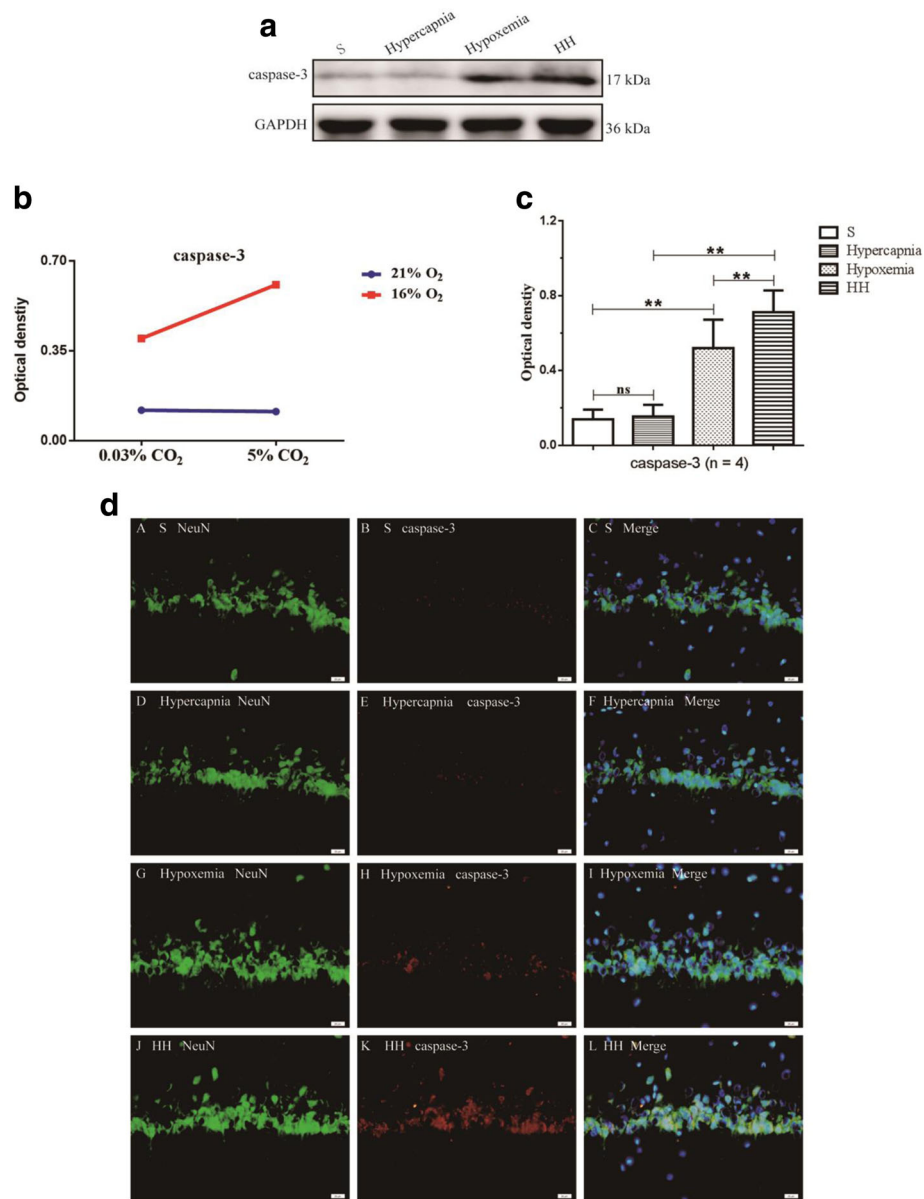 a
S Hypercapnia Hypoxemia HH
caspase-3 17 kDa
GAPDH 36 kDa
b
caspase-3
0.70
0.35
0.00
Optical denstiy
0.03% CO₂ 5% CO₂
21% O₂
16% O₂
c
1.2
0.8
0.4
0.0
Optical density
ns
**
**
**
caspase-3 (n = 4)
S
Hypercapnia
Hypoxemia
HH
d
A S NeuN
B S caspase-3
C S Merge
D Hypercapnia NeuN
E Hypercapnia caspase-3
F Hypercapnia Merge
G Hypoxemia NeuN
H Hypoxemia caspase-3
I Hypoxemia Merge
J HH NeuN
K HH caspase-3
L HH Merge